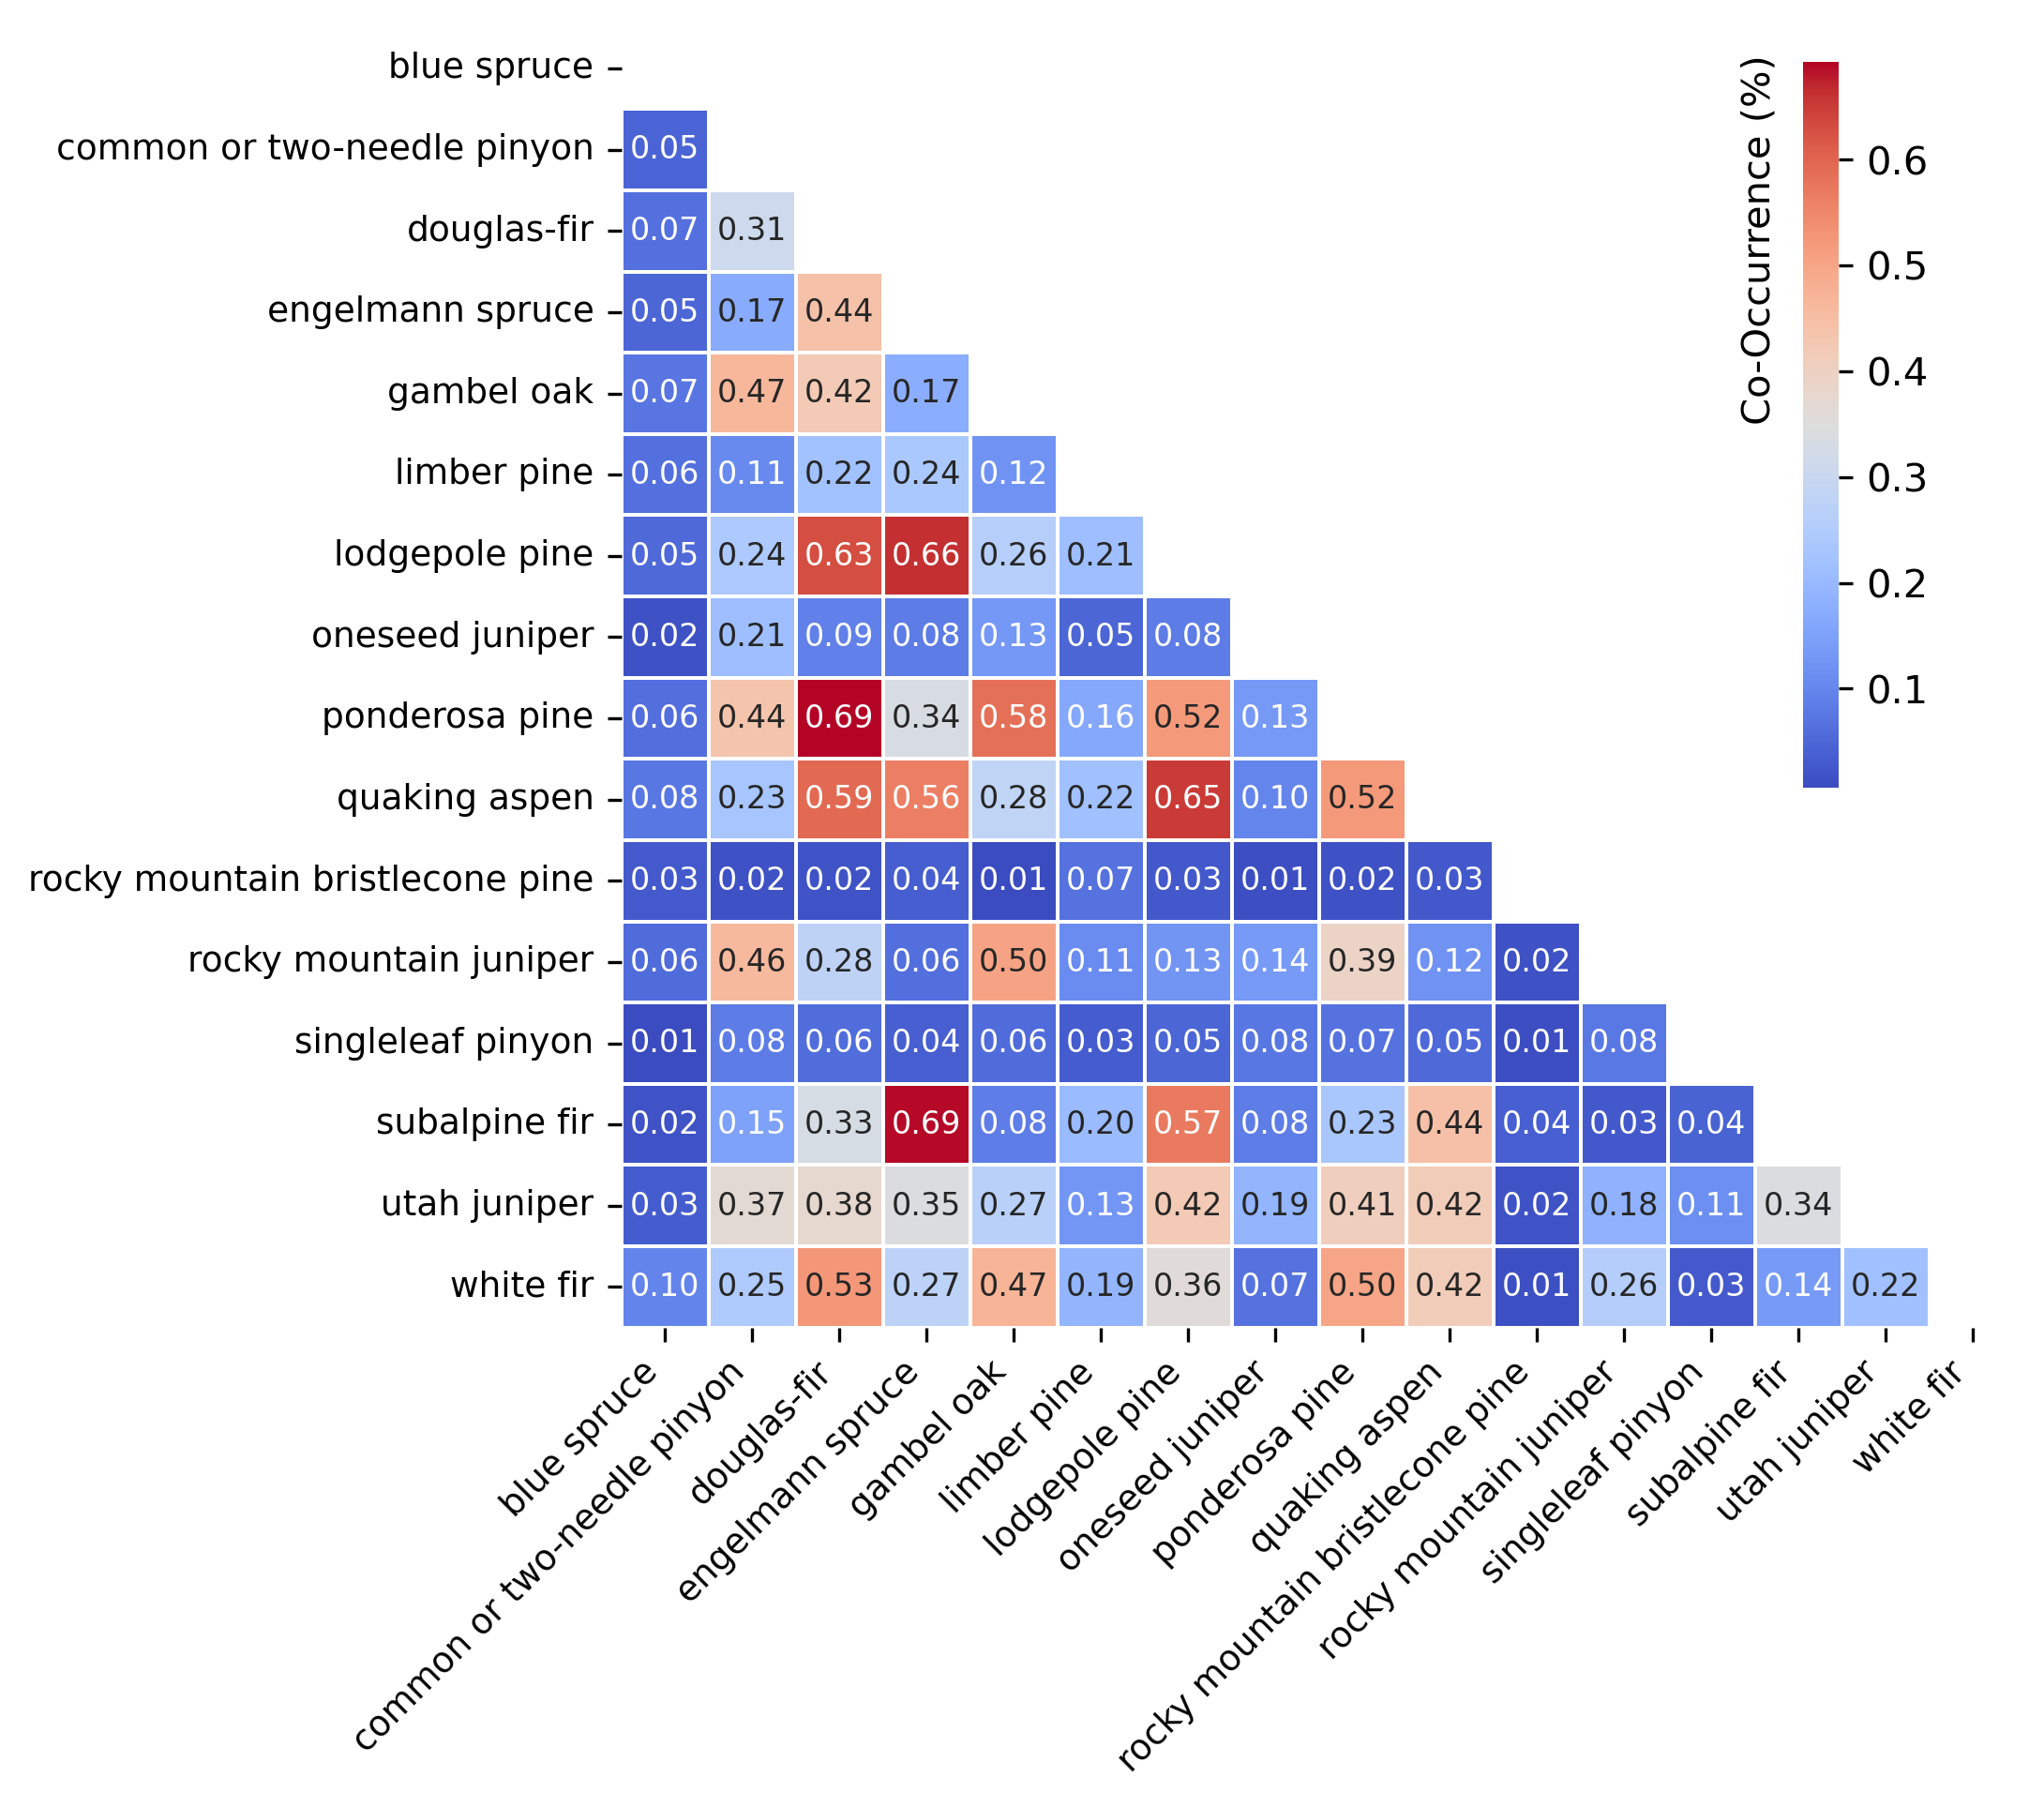 blue spruce
common or two-needle pinyon 0.05
douglas-fir 0.07 0.31
engelmann spruce 0.05 0.17 0.44
gambel oak 0.07 0.47 0.42 0.17
limber pine 0.06 0.11 0.22 0.24 0.12
lodgepole pine 0.05 0.24 0.63 0.66 0.26 0.21
oneseed juniper 0.02 0.21 0.09 0.08 0.13 0.05 0.08
ponderosa pine 0.06 0.44 0.69 0.34 0.58 0.16 0.52 0.13
quaking aspen 0.08 0.23 0.59 0.56 0.28 0.22 0.65 0.10 0.52
rocky mountain bristlecone pine 0.03 0.02 0.02 0.04 0.01 0.07 0.03 0.01 0.02 0.03
rocky mountain juniper 0.06 0.46 0.28 0.06 0.50 0.11 0.13 0.14 0.39 0.12 0.02
singleleaf pinyon 0.01 0.08 0.06 0.04 0.06 0.03 0.05 0.08 0.07 0.05 0.01 0.08
subalpine fir 0.02 0.15 0.33 0.69 0.08 0.20 0.57 0.08 0.23 0.44 0.04 0.03 0.04
utah juniper 0.03 0.37 0.38 0.35 0.27 0.13 0.42 0.19 0.41 0.42 0.02 0.18 0.11 0.34
white fir 0.10 0.25 0.53 0.27 0.47 0.19 0.36 0.07 0.50 0.42 0.01 0.26 0.03 0.14 0.22
blue spruce
common or two-needle pinyon
douglas-fir
engelmann spruce
gambel oak
limber pine
lodgepole pine
oneseed juniper
ponderosa pine
quaking aspen
rocky mountain bristlecone pine
rocky mountain juniper
singleleaf pinyon
subalpine fir
utah juniper
white fir
Co-Occurrence (%)
0.6
0.5
0.4
0.3
0.2
0.1